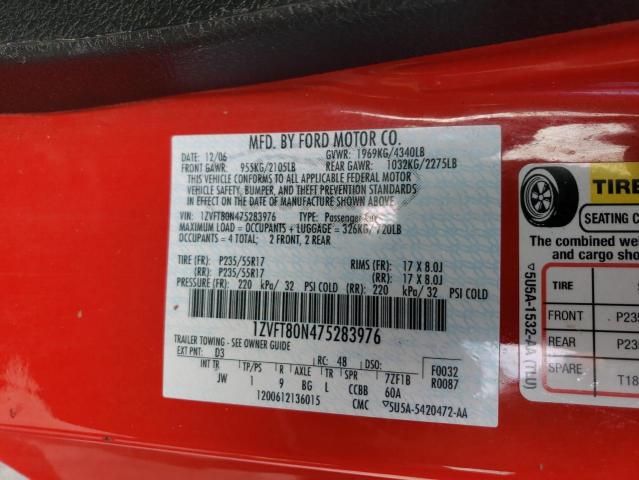 MFD. BY FORD MOTOR CO.
DATE: 12/06 GVWR: 1969KG/4340LB
FRONT GAWR: 955KG/2105LB REAR GAWR: 1032KG/2275LB
THIS VEHICLE CONFORMS TO ALL APPLICABLE FEDERAL MOTOR
VEHICLE SAFETY, BUMPER, AND THEFT PREVENTION STANDARDS
IN EFFECT ON THE DATE OF MANUFACTURE SHOWN ABOVE.
VIN: 1ZVFT80N475283976 TYPE: Passenger Car
MAXIMUM LOAD = OCCUPANTS + LUGGAGE = 326KG/720LB
OCCUPANTS = 4 TOTAL; 2 FRONT, 2 REAR
TIRE (FR): P235/55R17 RIMS (FR): 17 X 8.0J
(RR): P235/55R17 (RR): 17 X 8.0J
PRESSURE (FR): 220 kPa/ 32 PSI COLD (RR): 220 kPa/ 32 PSI COLD
1ZVFT80N475283976
TRAILER TOWING - SEE OWNER GUIDE
EXT PNT: D3 RC: 48 DSO: F0032
INT TR TP/PS R AXLE TR SPR 7ZF1B R0087
JW 1 9 BG L CCBB 60A
1200612136015 CMC ▽5U5A-5420472-AA
TIRE
SEATING C
The combined we
and cargo sho
▽5U5A-1532-AA (TLU)
TIRE
FRONT P235
REAR P235
SPARE T18